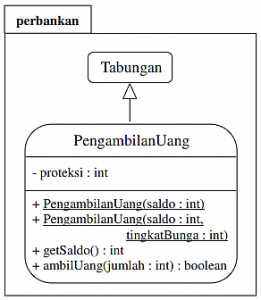 perbankan
Tabungan
PengambilanUang
- proteksi : int
+ PengambilanUang(saldo : int)
+ PengambilanUang(saldo : int,
tingkatBunga : int)
+ getSaldo() : int
+ ambilUang(jumlah : int) : boolean